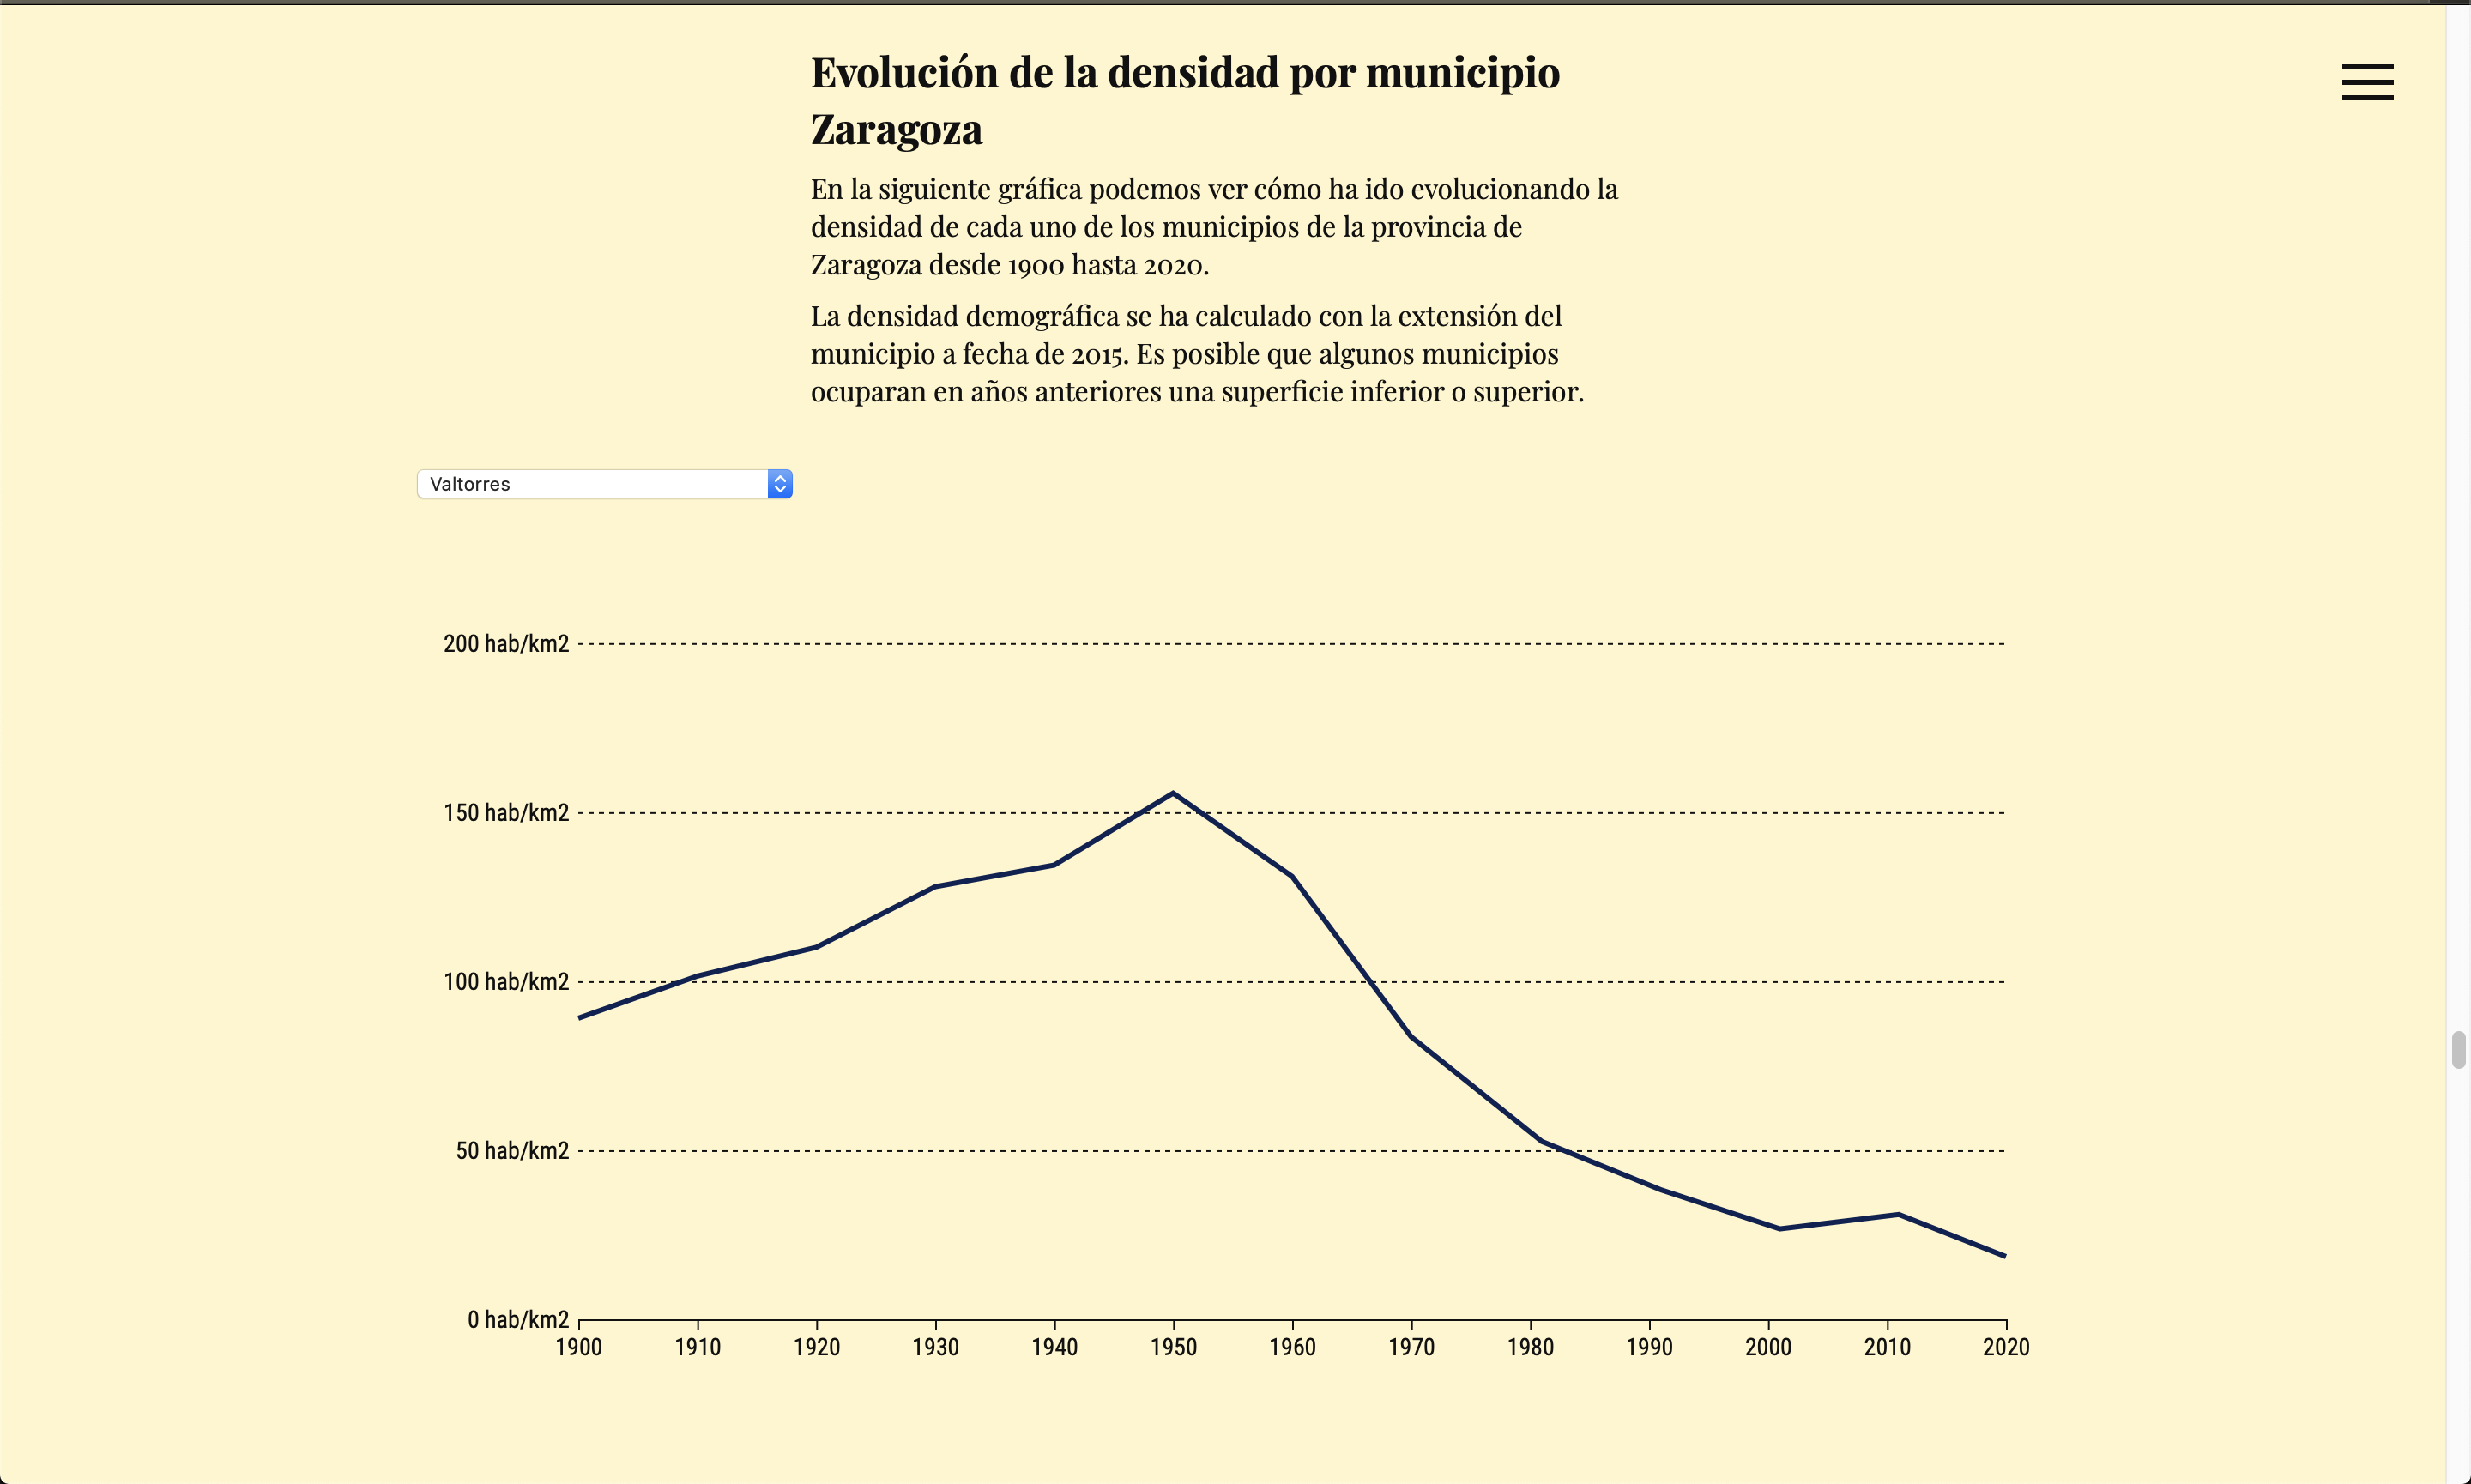 Evolución de la densidad por municipio
Zaragoza
En la siguiente gráfica podemos ver cómo ha ido evolucionando la
densidad de cada uno de los municipios de la provincia de
Zaragoza desde 1900 hasta 2020.
La densidad demográfica se ha calculado con la extensión del
municipio a fecha de 2015. Es posible que algunos municipios
ocuparan en años anteriores una superficie inferior o superior.
Valtorres
200 hab/km2
150 hab/km2
100 hab/km2
50 hab/km2
0 hab/km2
1900 1910 1920 1930 1940 1950 1960 1970 1980 1990 2000 2010 2020